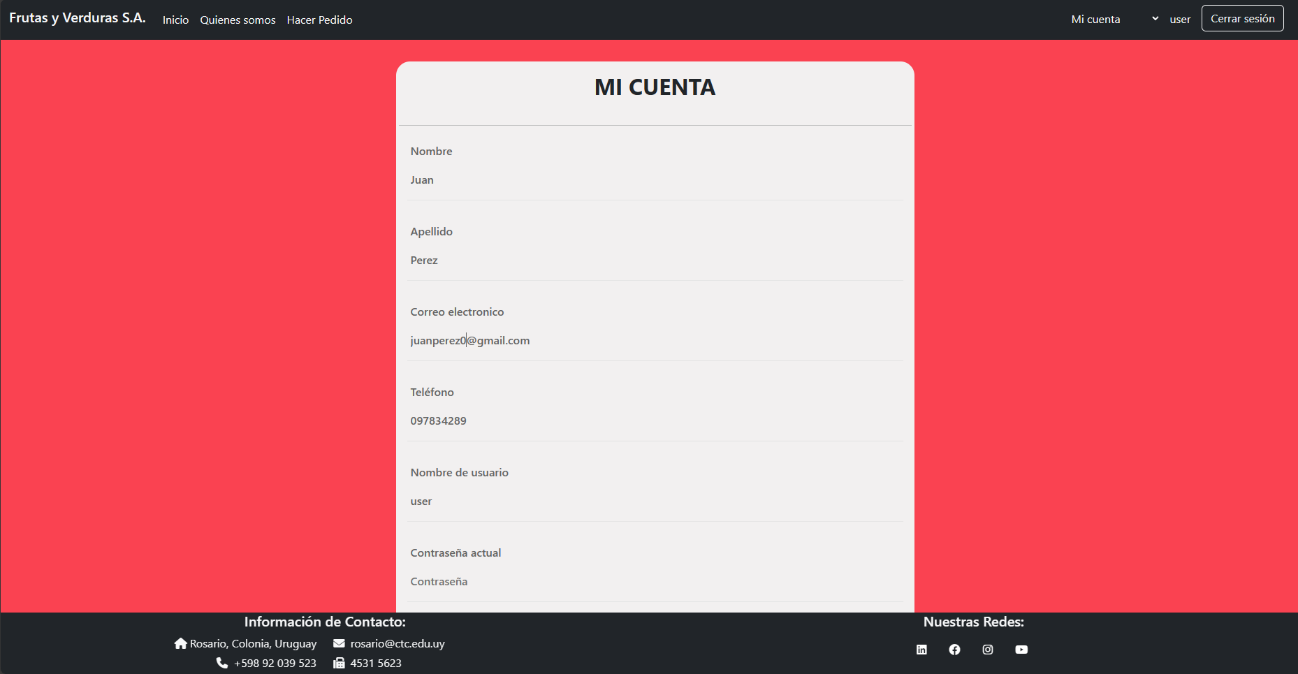 Frutas y Verduras S.A. Inicio Quienes somos Hacer Pedido Mi cuenta user Cerrar sesión
MI CUENTA
Nombre
Juan
Apellido
Perez
Correo electronico
juanperez0@gmail.com
Teléfono
097834289
Nombre de usuario
user
Contraseña actual
Contraseña
Información de Contacto:
Rosario, Colonia, Uruguay rosario@ctc.edu.uy
+598 92 039 523 4531 5623
Nuestras Redes: